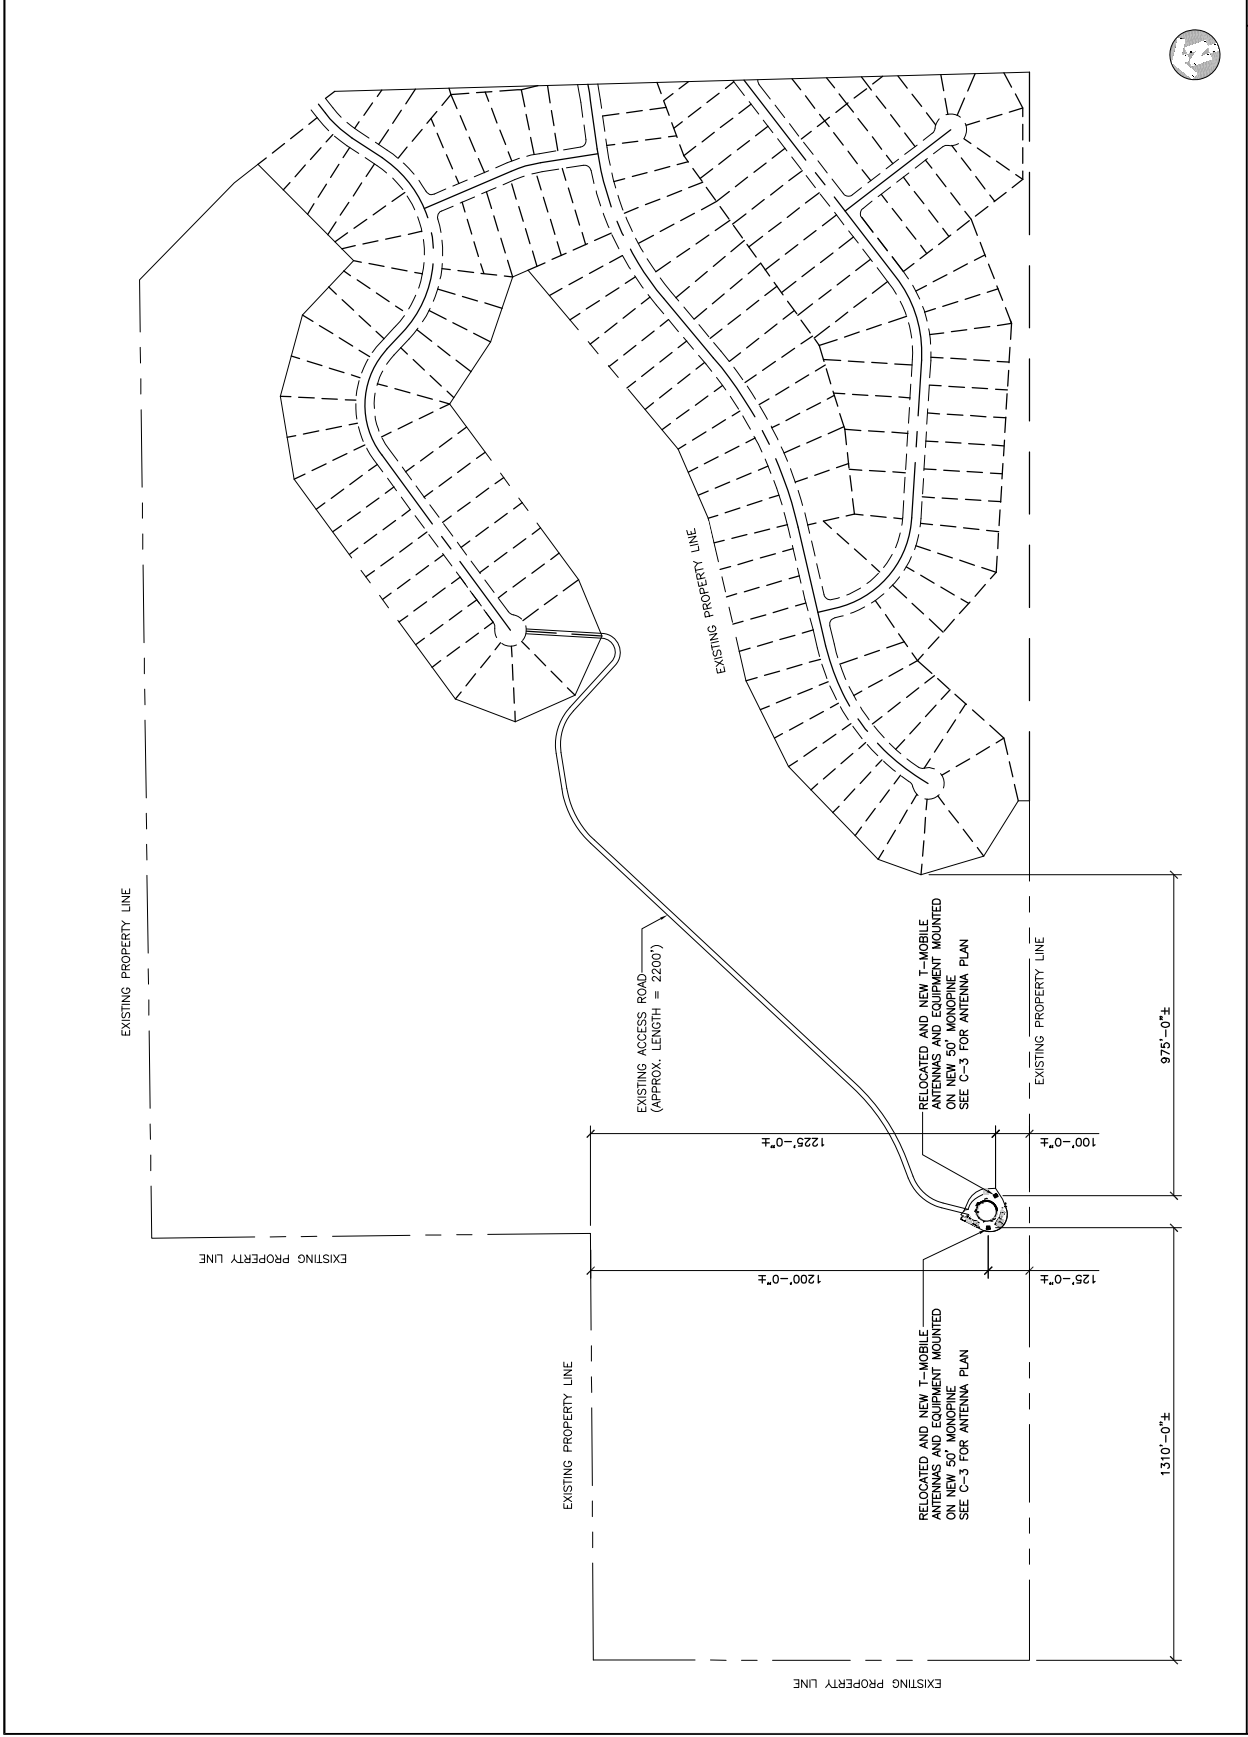 EXISTING PROPERTY LINE
EXISTING PROPERTY LINE
EXISTING ACCESS ROAD
(APPROX. LENGTH = 2200')
RELOCATED AND NEW T-MOBILE
ANTENNAS AND EQUIPMENT MOUNTED
ON NEW 50' MONOPINE
SEE C-3 FOR ANTENNA PLAN
EXISTING PROPERTY LINE
975'-0"±
1225'-0"±
100'-0"±
EXISTING PROPERTY LINE
1200'-0"±
125'-0"±
EXISTING PROPERTY LINE
RELOCATED AND NEW T-MOBILE
ANTENNAS AND EQUIPMENT MOUNTED
ON NEW 50' MONOPINE
SEE C-3 FOR ANTENNA PLAN
1310'-0"±
EXISTING PROPERTY LINE